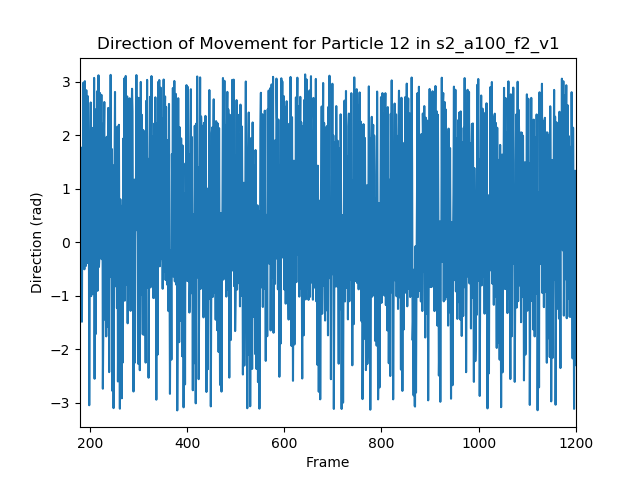 Direction of Movement for Particle 12 in s2_a100_f2_v1
3
2
1
0
−1
−2
−3
Direction (rad)
200 400 600 800 1000 1200
Frame